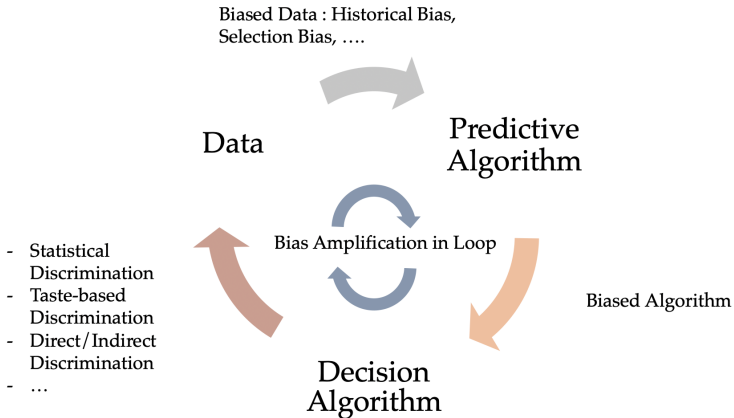 Biased Data : Historical Bias,
Selection Bias, ….
Data
Predictive
Algorithm
Bias Amplification in Loop
- Statistical
Discrimination
- Taste-based
Discrimination
- Direct/Indirect
Discrimination
- …
Biased Algorithm
Decision
Algorithm